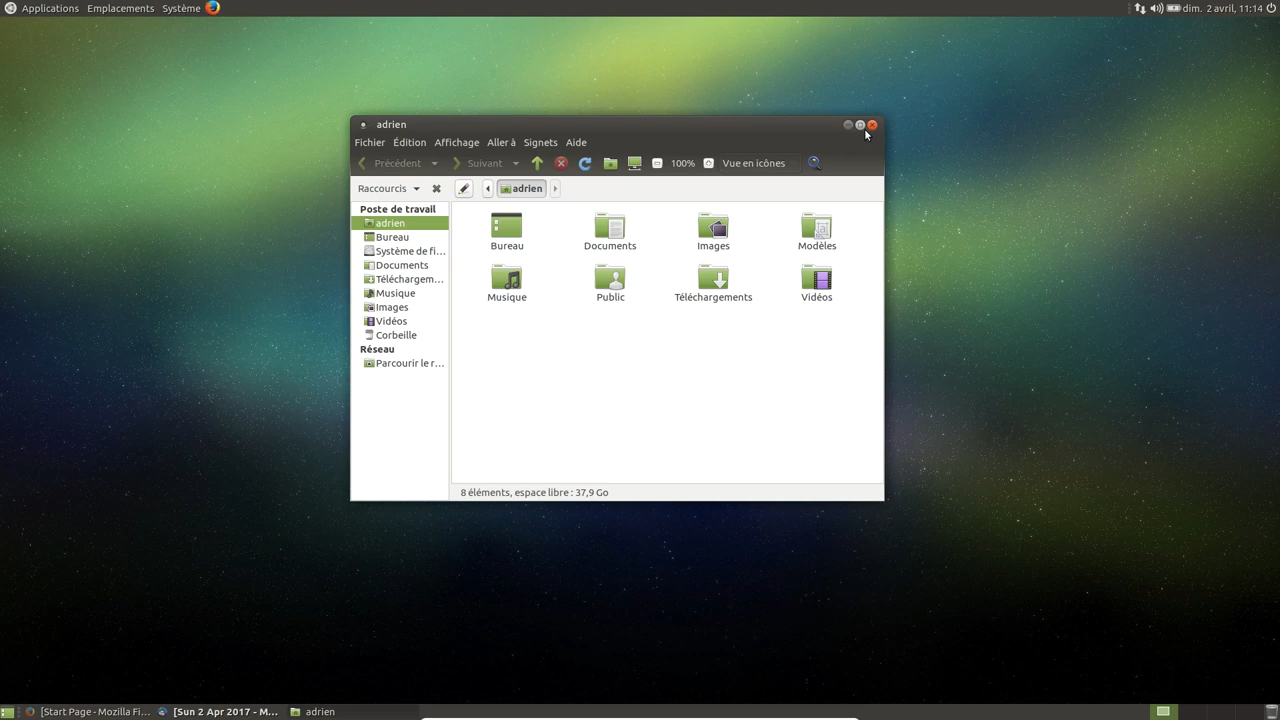 Applications Emplacements Système dim. 2 avril, 11:14
adrien
Fichier Édition Affichage Aller à Signets Aide
Précédent Suivant 100% Vue en icônes
Raccourcis adrien
Poste de travail
adrien
Bureau
Système de fi...
Documents
Téléchargem...
Musique
Images
Vidéos
Corbeille
Réseau
Parcourir le r...
Bureau Documents Images Modèles
Musique Public Téléchargements Vidéos
8 éléments, espace libre : 37,9 Go
[Start Page - Mozilla Fi... [Sun 2 Apr 2017 - M... adrien